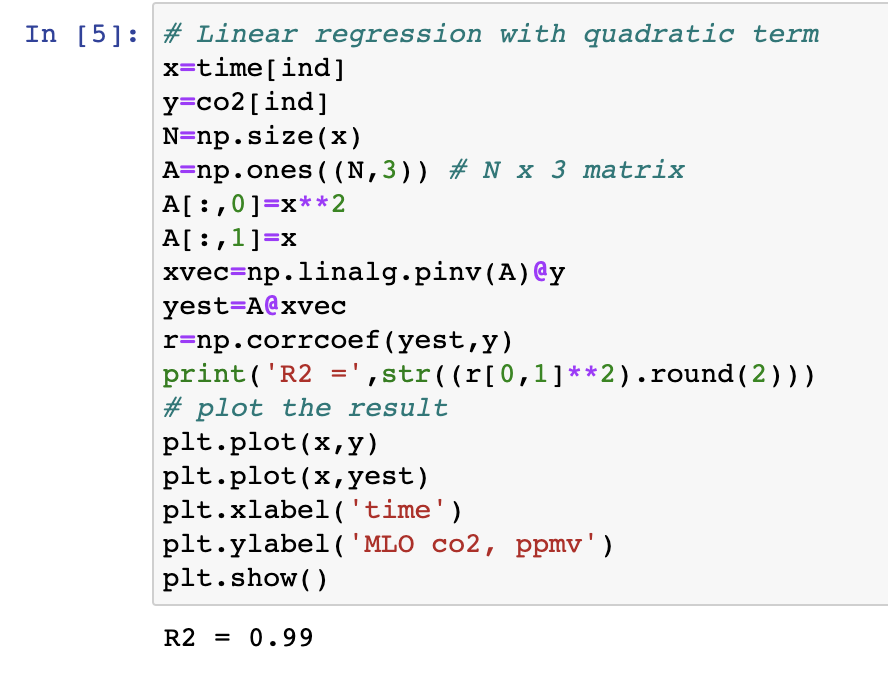 In [5]: # Linear regression with quadratic term
x=time[ind]
y=co2[ind]
N=np.size(x)
A=np.ones((N,3)) # N x 3 matrix
A[:,0]=x**2
A[:,1]=x
xvec=np.linalg.pinv(A)@y
yest=A@xvec
r=np.corrcoef(yest,y)
print('R2 =',str((r[0,1]**2).round(2)))
# plot the result
plt.plot(x,y)
plt.plot(x,yest)
plt.xlabel('time')
plt.ylabel('MLO co2, ppmv')
plt.show()
R2 = 0.99